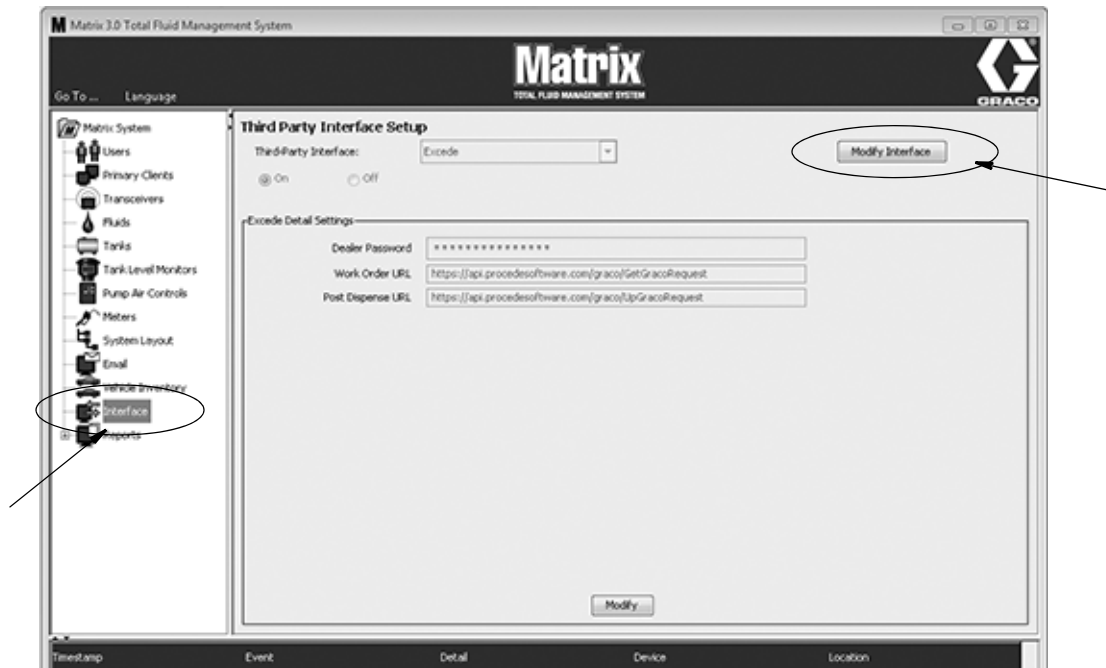 Matrix 3.0 Total Fluid Management System
Matrix
TOTAL FLUID MANAGEMENT SYSTEM
GRACO
Go To ... Language
Matrix System
Users
Primary Clients
Transceivers
Fluids
Tanks
Tank Level Monitors
Pump Air Controls
Meters
System Layout
Email
Vehicle Inventory
Interface
Reports
Third Party Interface Setup
Third-Party Interface: Excede
Modify Interface
On Off
Excede Detail Settings
Dealer Password ***************
Work Order URL https://api.procedesoftware.com/graco/GetGracoRequest
Post Dispense URL https://api.procedesoftware.com/graco/UpGracoRequest
Modify
Timestamp Event Detail Device Location